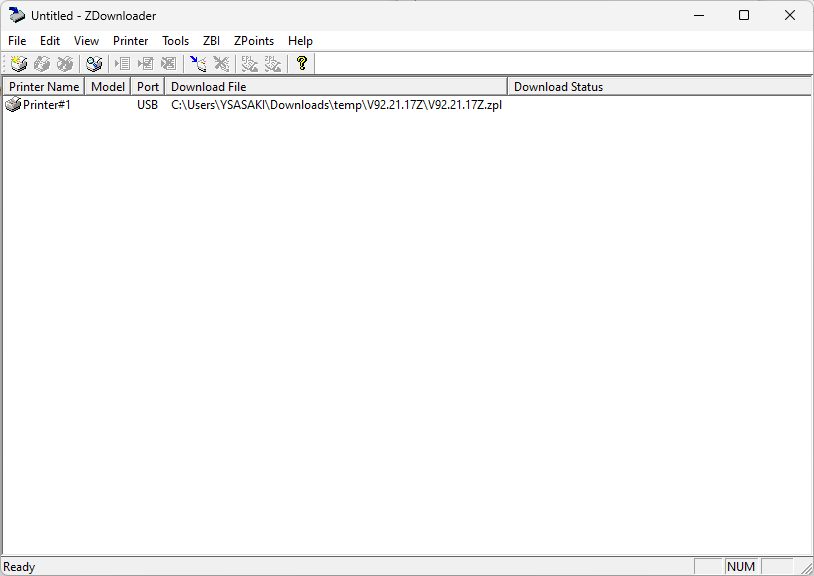 Untitled - ZDownloader
File Edit View Printer Tools ZBI ZPoints Help
Printer Name Model Port Download File Download Status
Printer#1 USB C:\Users\YSASAKI\Downloads\temp\V92.21.17Z\V92.21.17Z.zpl
Ready NUM